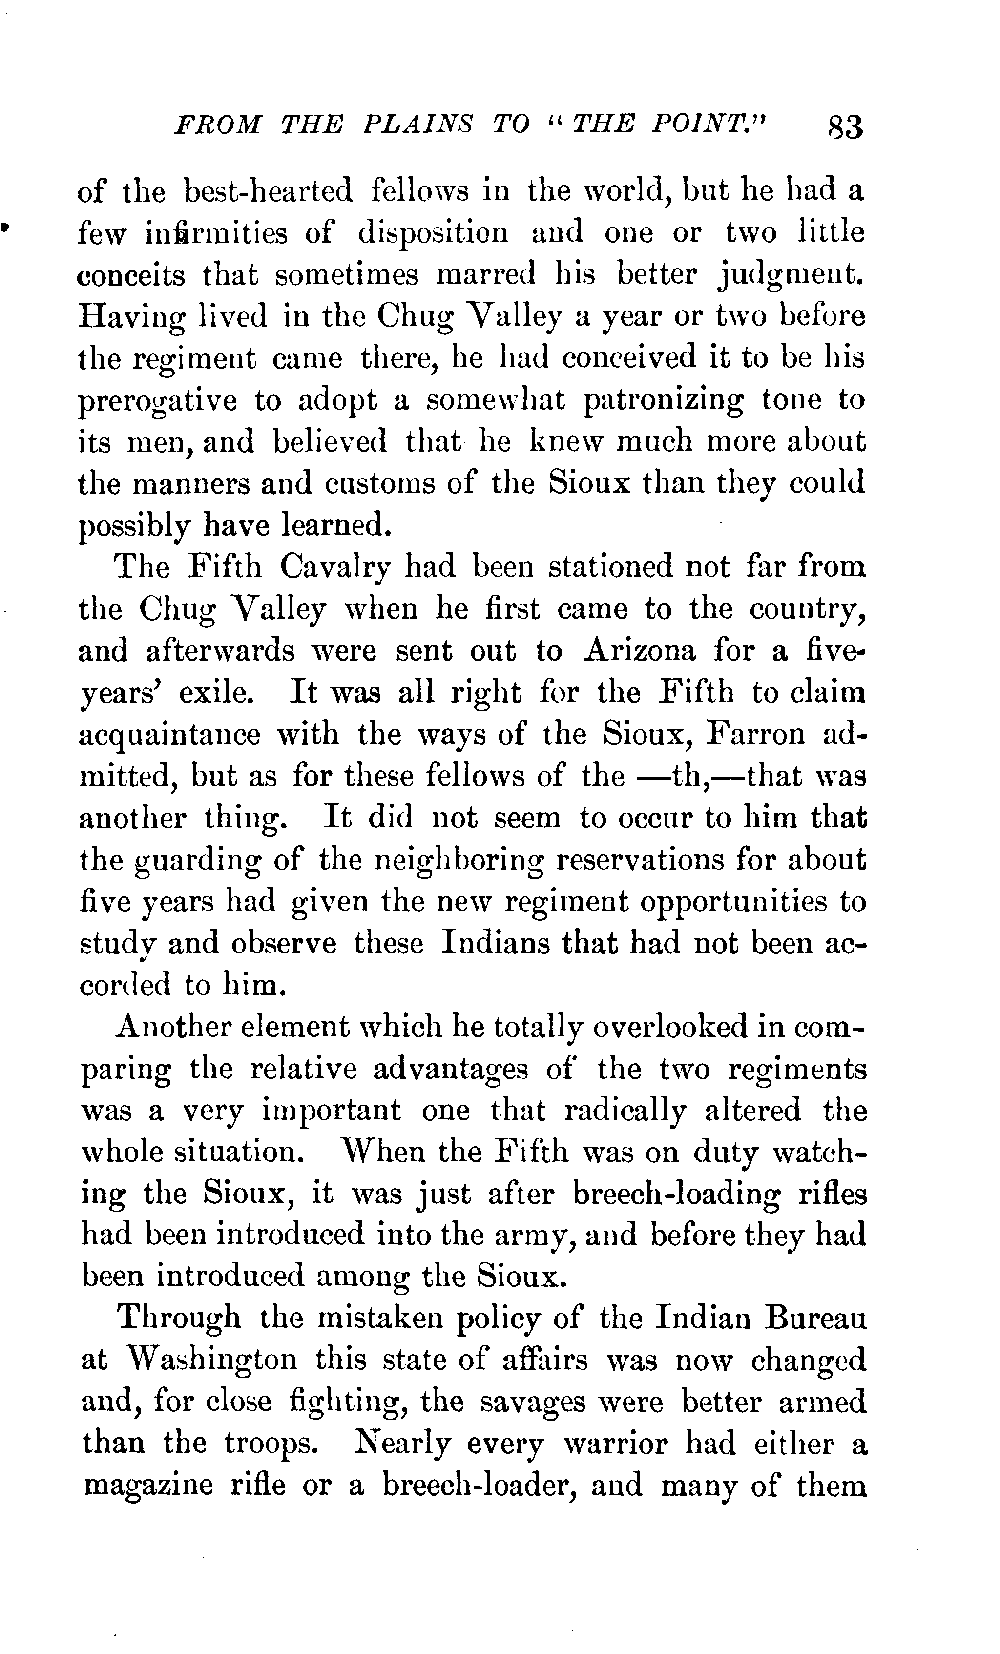 FROM THE PLAINS TO " THE POINT." 83
of the best-hearted fellows in the world, but he had a
few infirmities of disposition and one or two little
conceits that sometimes marred his better judgment.
Having lived in the Chug Valley a year or two before
the regiment came there, he had conceived it to be his
prerogative to adopt a somewhat patronizing tone to
its men, and believed that he knew much more about
the manners and customs of the Sioux than they could
possibly have learned.
The Fifth Cavalry had been stationed not far from
the Chug Valley when he first came to the country,
and afterwards were sent out to Arizona for a five-
years' exile. It was all right for the Fifth to claim
acquaintance with the ways of the Sioux, Farron ad-
mitted, but as for these fellows of the —th,—that was
another thing. It did not seem to occur to him that
the guarding of the neighboring reservations for about
five years had given the new regiment opportunities to
study and observe these Indians that had not been ac-
corded to him.
Another element which he totally overlooked in com-
paring the relative advantages of the two regiments
was a very important one that radically altered the
whole situation. When the Fifth was on duty watch-
ing the Sioux, it was just after breech-loading rifles
had been introduced into the army, and before they had
been introduced among the Sioux.
Through the mistaken policy of the Indian Bureau
at Washington this state of affairs was now changed
and, for close fighting, the savages were better armed
than the troops. Nearly every warrior had either a
magazine rifle or a breech-loader, and many of them